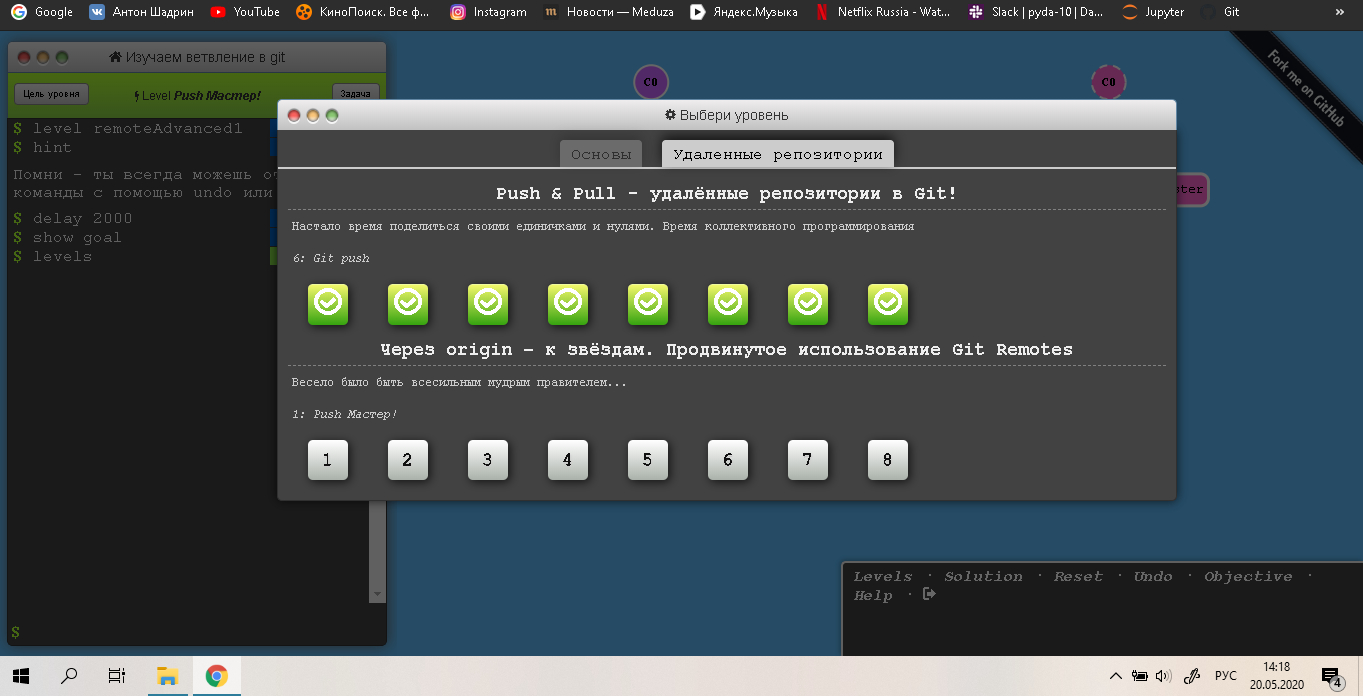 Google Антон Шадрин YouTube КиноПоиск. Все ф... Instagram Новости — Meduza Яндекс.Музыка Netflix Russia - Wat... Slack | pyda-10 | Da... Jupyter Git »
Изучаем ветвление в git
Цель уровня Level Push Мастер! Задача
$ level remoteAdvanced1
$ hint
Помни - ты всегда можешь от
команды с помощью undo или
$ delay 2000
$ show goal
$ levels
$
C0 C0
ster
Fork me on GitHub
Выбери уровень
Основы Удаленные репозитории
Push & Pull - удалённые репозитории в Git!
Настало время поделиться своими единичками и нулями. Время коллективного программирования
6: Git push
Через origin – к звёздам. Продвинутое использование Git Remotes
Весело было быть всесильным мудрым правителем...
1: Push Мастер!
1 2 3 4 5 6 7 8
Levels · Solution · Reset · Undo · Objective ·
Help ·
РУС 14:18
20.05.2020 4